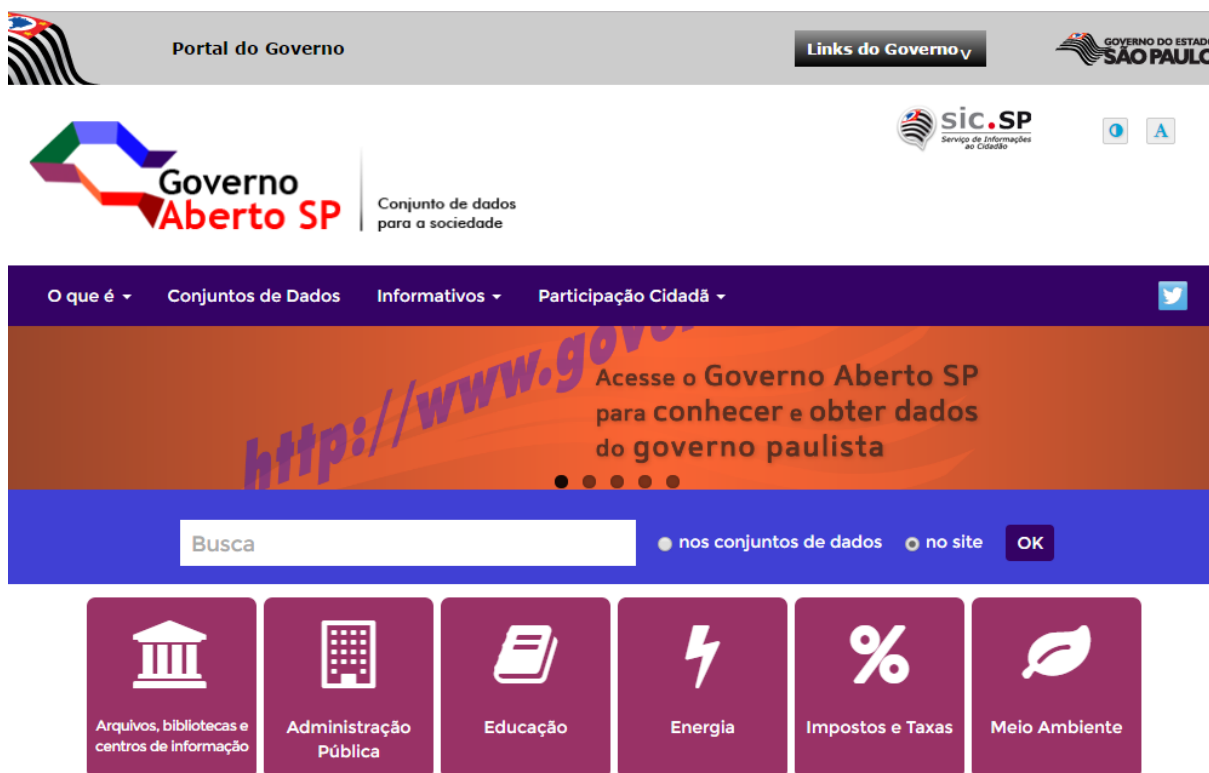 Portal do Governo
Links do Governo
GOVERNO DO ESTADO
SÃO PAULO
sic.SP
Serviço de Informações
ao Cidadão
A
Governo
Aberto SP
Conjunto de dados
para a sociedade
O que é
Conjuntos de Dados
Informativos
Participação Cidadã
http://www.gover
Acesse o Governo Aberto SP
para conhecer e obter dados
do governo paulista
Busca
nos conjuntos de dados
no site
OK
Arquivos, bibliotecas e
centros de informação
Administração
Pública
Educação
Energia
%
Impostos e Taxas
Meio Ambiente